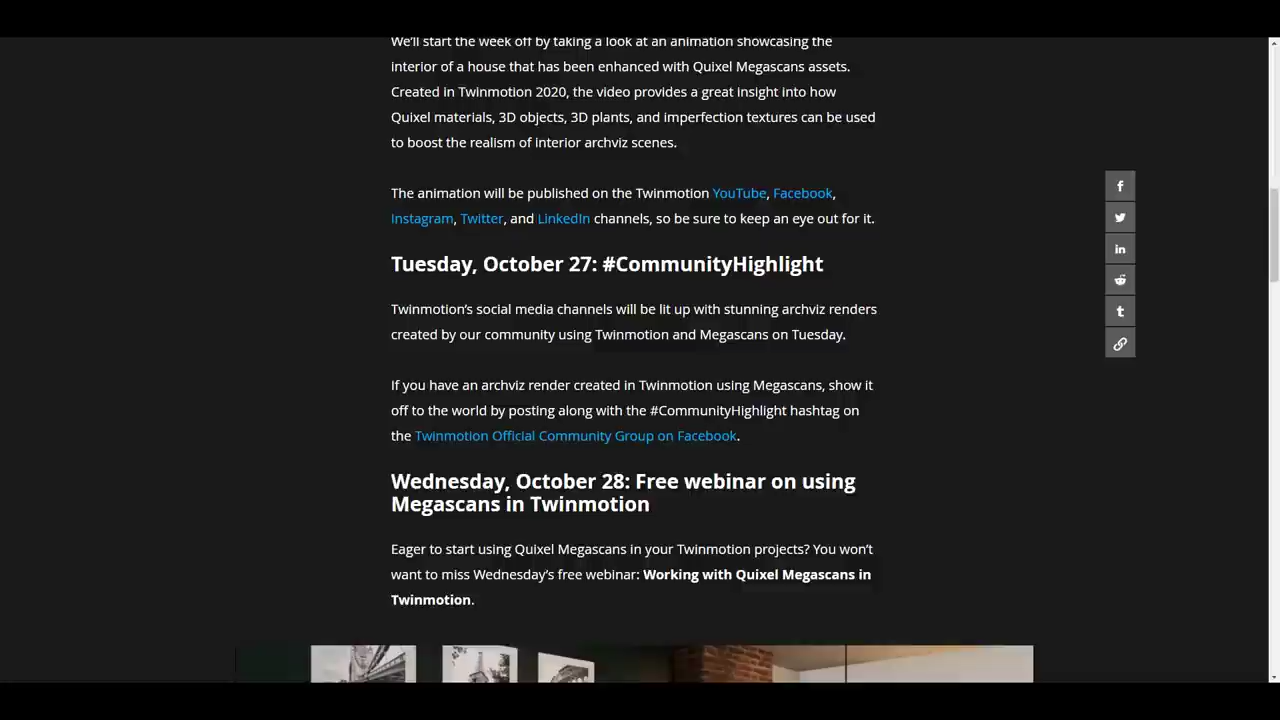 We'll start the week off by taking a look at an animation showcasing the
interior of a house that has been enhanced with Quixel Megascans assets.
Created in Twinmotion 2020, the video provides a great insight into how
Quixel materials, 3D objects, 3D plants, and imperfection textures can be used
to boost the realism of interior archviz scenes.
The animation will be published on the Twinmotion YouTube, Facebook,
Instagram, Twitter, and LinkedIn channels, so be sure to keep an eye out for it.
Tuesday, October 27: #CommunityHighlight
Twinmotion's social media channels will be lit up with stunning archviz renders
created by our community using Twinmotion and Megascans on Tuesday.
If you have an archviz render created in Twinmotion using Megascans, show it
off to the world by posting along with the #CommunityHighlight hashtag on
the Twinmotion Official Community Group on Facebook.
Wednesday, October 28: Free webinar on using
Megascans in Twinmotion
Eager to start using Quixel Megascans in your Twinmotion projects? You won't
want to miss Wednesday's free webinar: Working with Quixel Megascans in
Twinmotion.